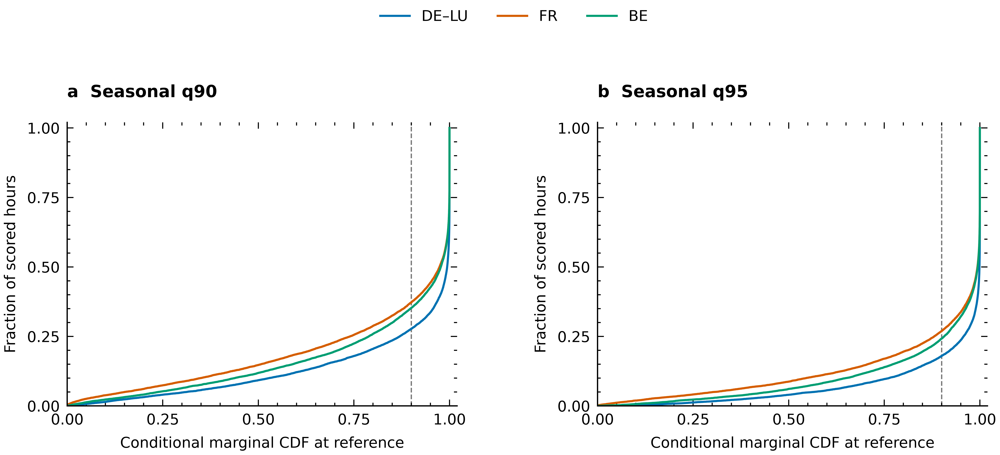 DE–LU FR BE
a Seasonal q90
b Seasonal q95
Fraction of scored hours
1.00
0.75
0.50
0.25
0.00
0.00 0.25 0.50 0.75 1.00
Conditional marginal CDF at reference
Fraction of scored hours
1.00
0.75
0.50
0.25
0.00
0.00 0.25 0.50 0.75 1.00
Conditional marginal CDF at reference